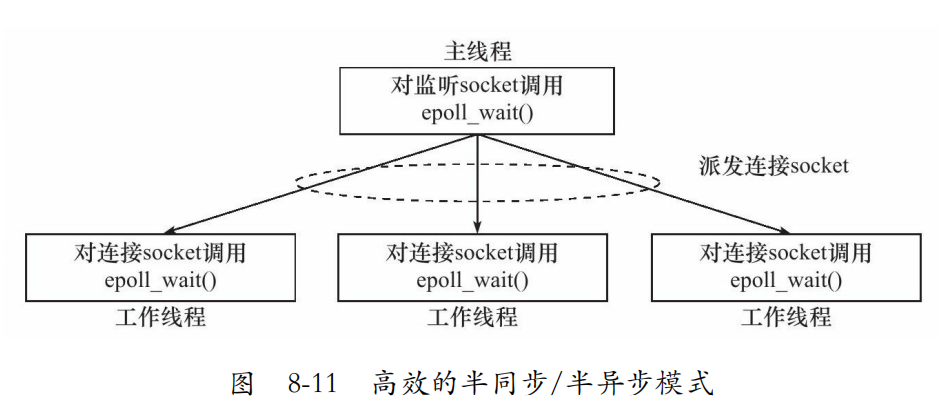 主线程
对监听socket调用
epoll_wait()
派发连接socket
对连接socket调用
epoll_wait()
工作线程
对连接socket调用
epoll_wait()
工作线程
对连接socket调用
epoll_wait()
工作线程
图 8-11 高效的半同步/半异步模式